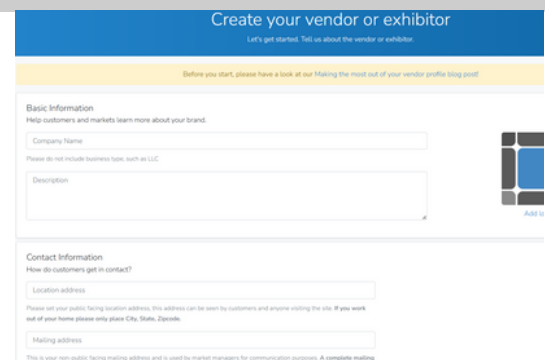 Create your vendor or exhibitor
Let's get started. Tell us about the vendor or exhibitor.
Before you start, please have a look at our Making the most out of your vendor profile blog post!
Basic Information
Help customers and markets learn more about your brand.
Company Name
Please do not include business type, such as LLC
Description
Add
Contact Information
How do customers get in contact?
Location address
Please set your public facing location address, this address can be seen by customers and anyone visiting the site. If you work
out of your home please only place City, State, Zipcode.
Mailing address
This is your non-public facing mailing address and is used by market managers for communication purposes. A complete mailing